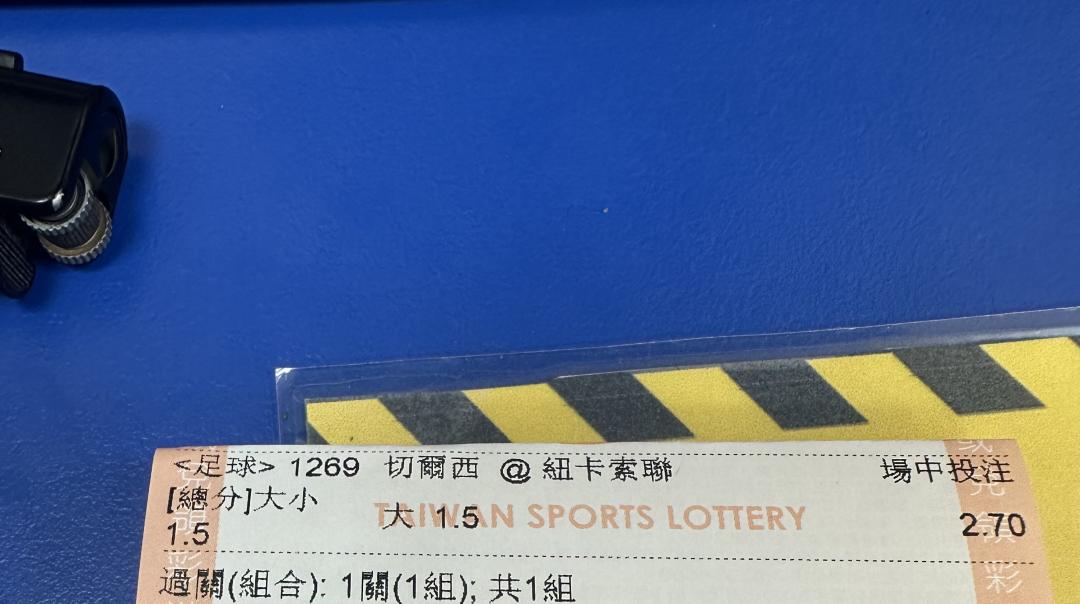 <足球> 1269 切爾西 @ 紐卡索聯 場中投注
[總分]大小
TAIWAN SPORTS LOTTERY
1.5 大 1.5 2.70
過關(組合): 1關(1組); 共1組
彩